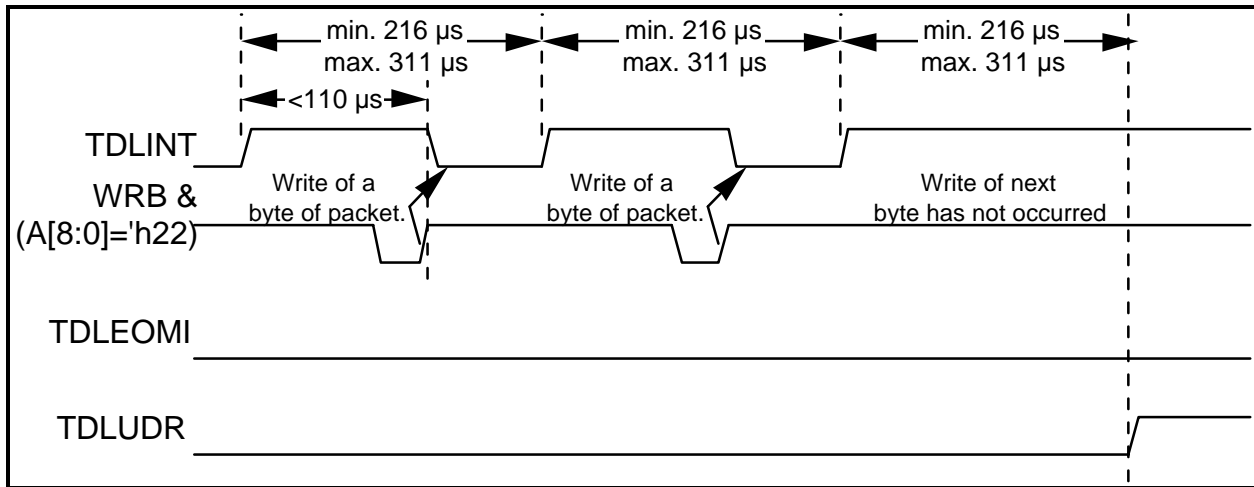 min. 216 µs min. 216 µs min. 216 µs
max. 311 µs max. 311 µs max. 311 µs
<110 µs
TDLINT
WRB &
(A[8:0]='h22)
Write of a
byte of packet.
Write of a
byte of packet.
Write of next
byte has not occurred
TDLEOMI
TDLUDR